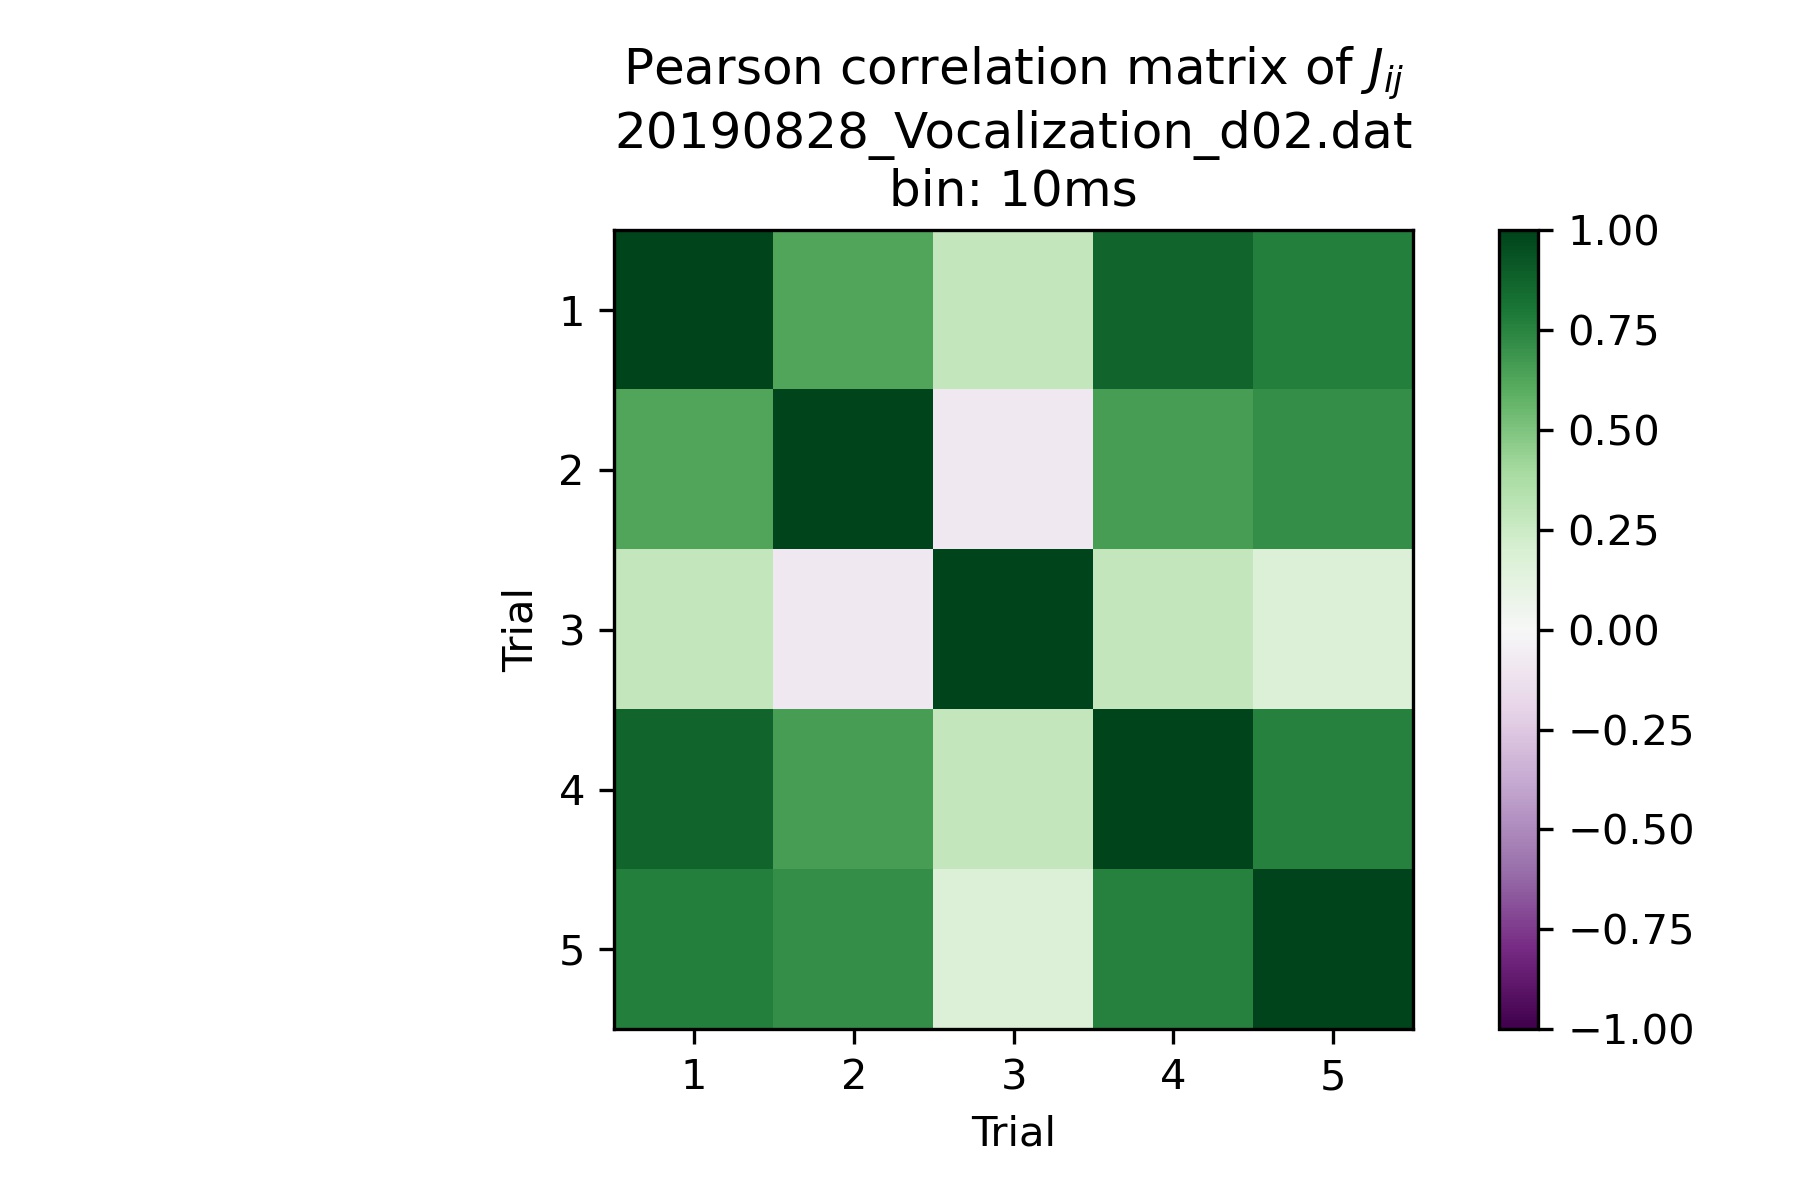 Pearson correlation matrix of J_ij
20190828_Vocalization_d02.dat
bin: 10ms
1
2
3
4
5
Trial
1 2 3 4 5
Trial
1.00
0.75
0.50
0.25
0.00
−0.25
−0.50
−0.75
−1.00